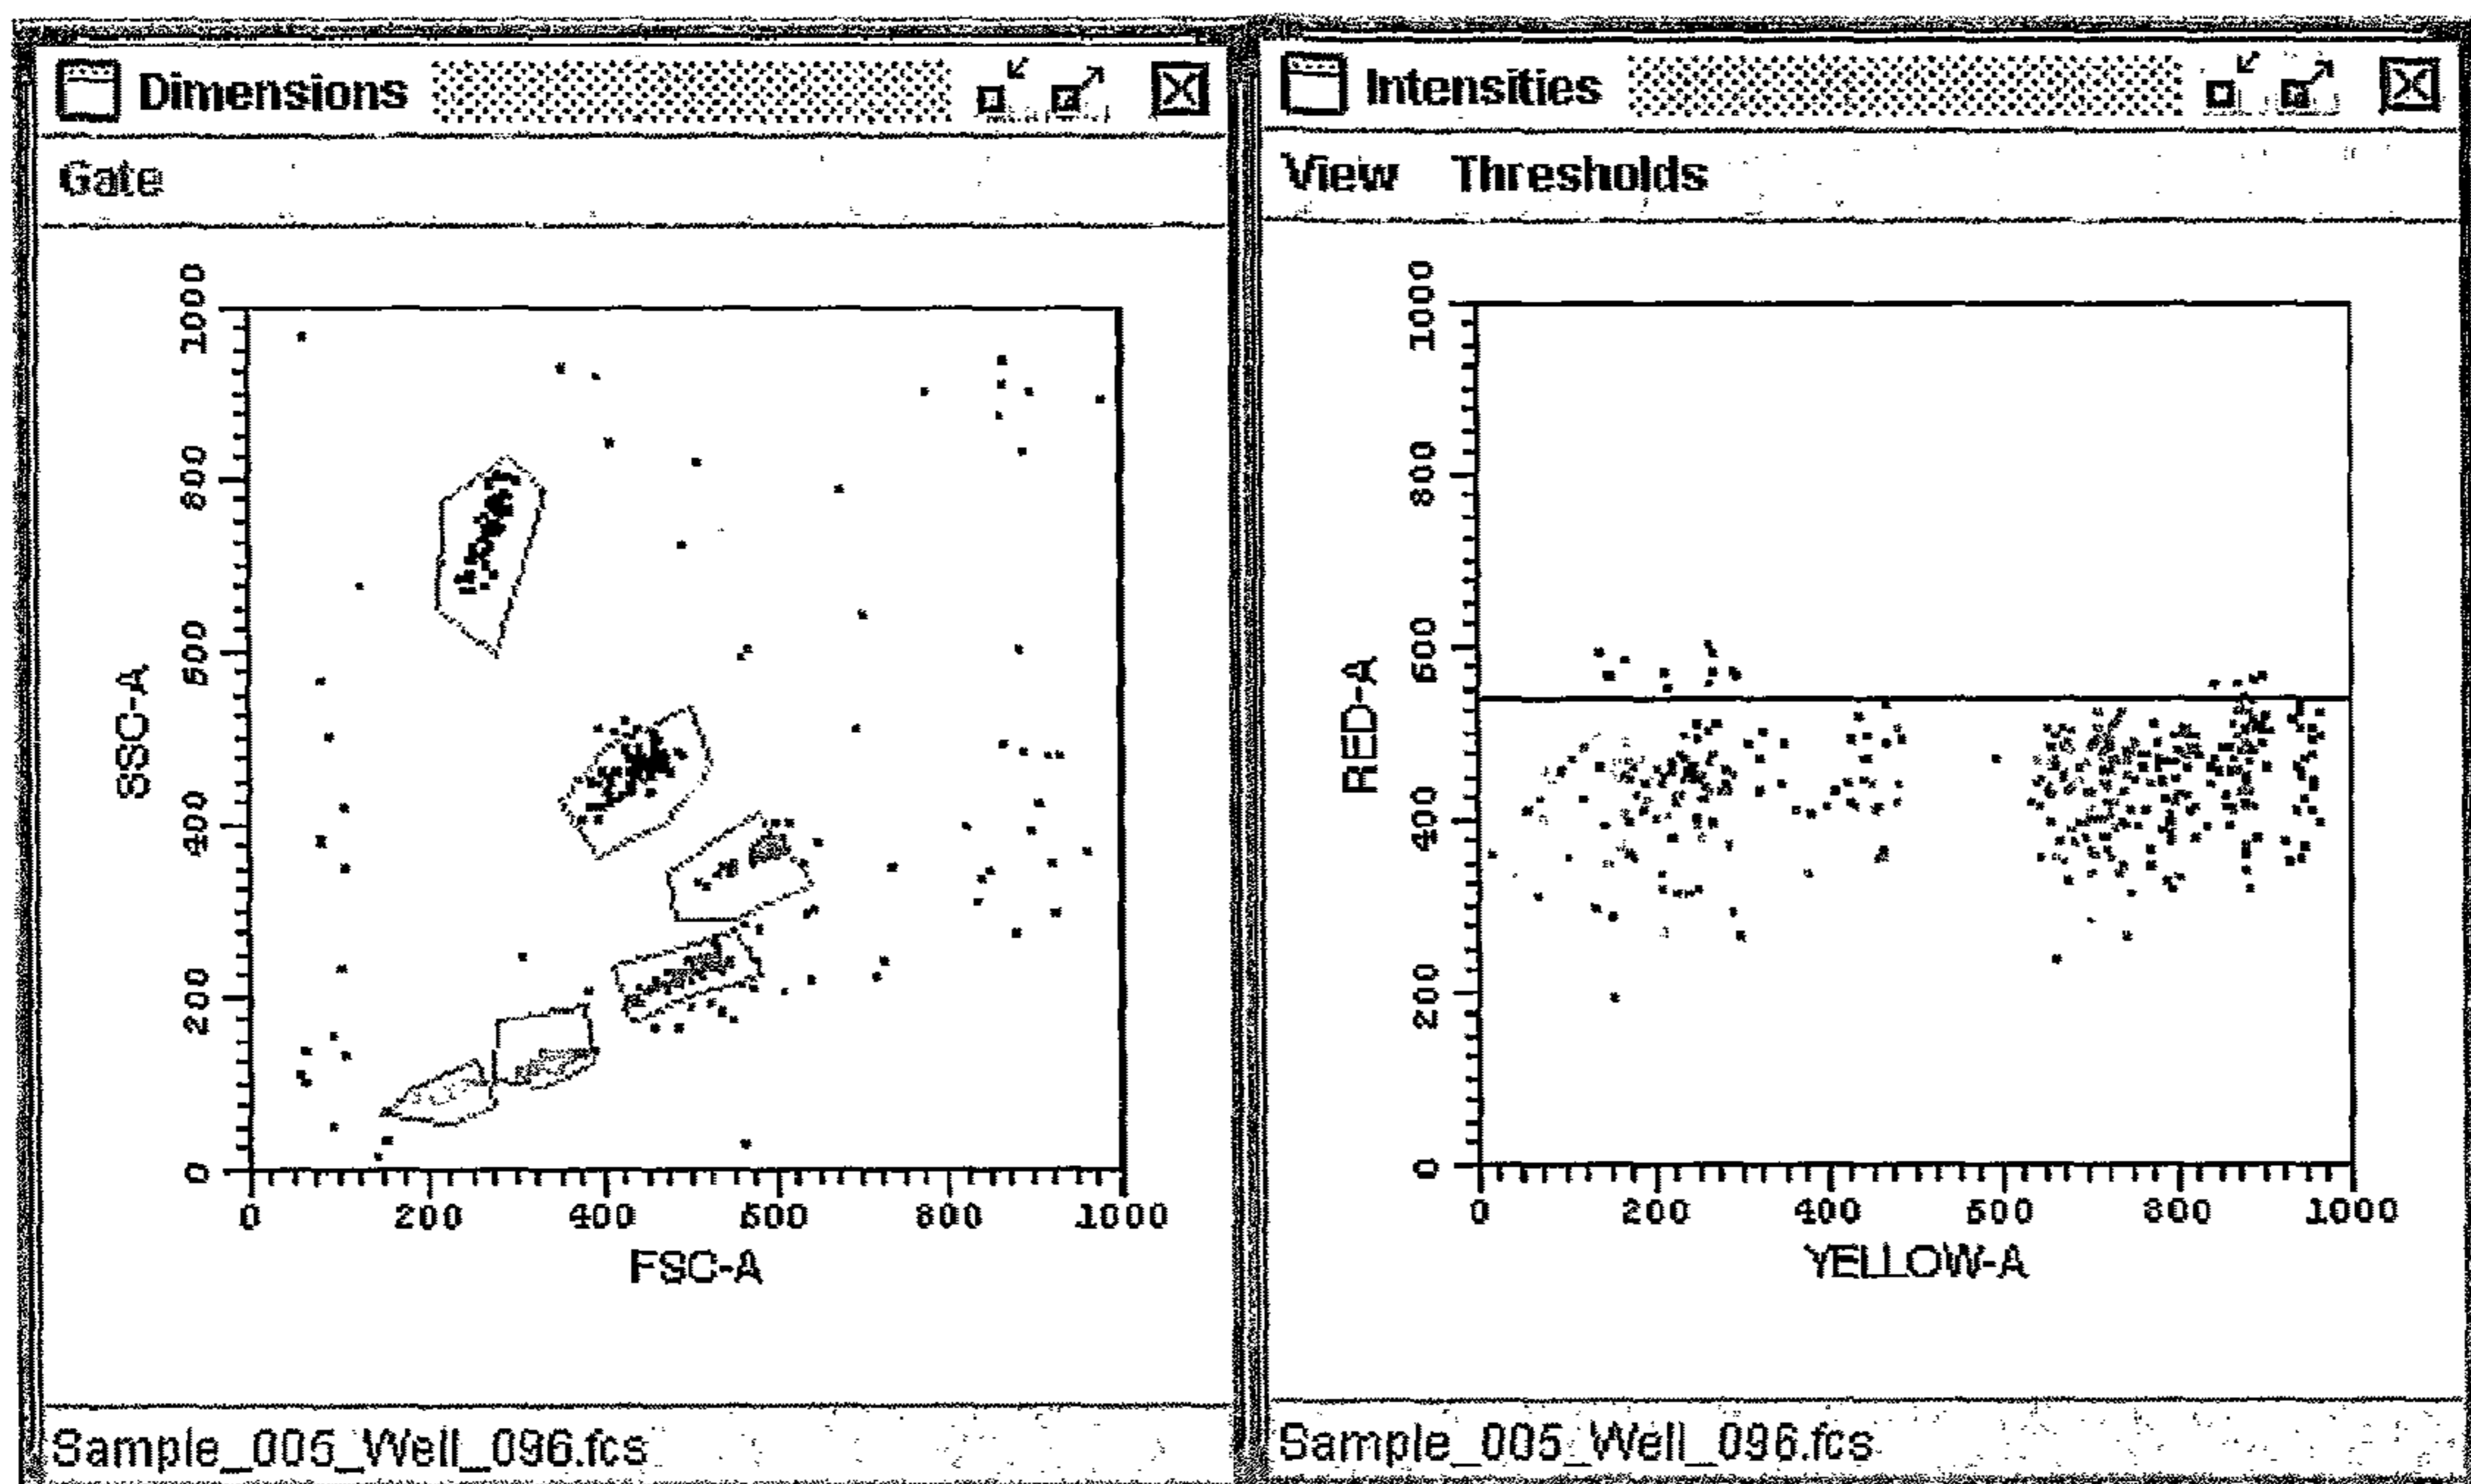 Dimensions
Gate
1000
800
600
400
200
0
SSC-A
0 200 400 600 800 1000
FSC-A
Sample_005_Well_096.fcs
Intensities
View Thresholds
1000
800
600
400
200
0
RED-A
0 200 400 600 800 1000
YELLOW-A
Sample_005_Well_096.fcs